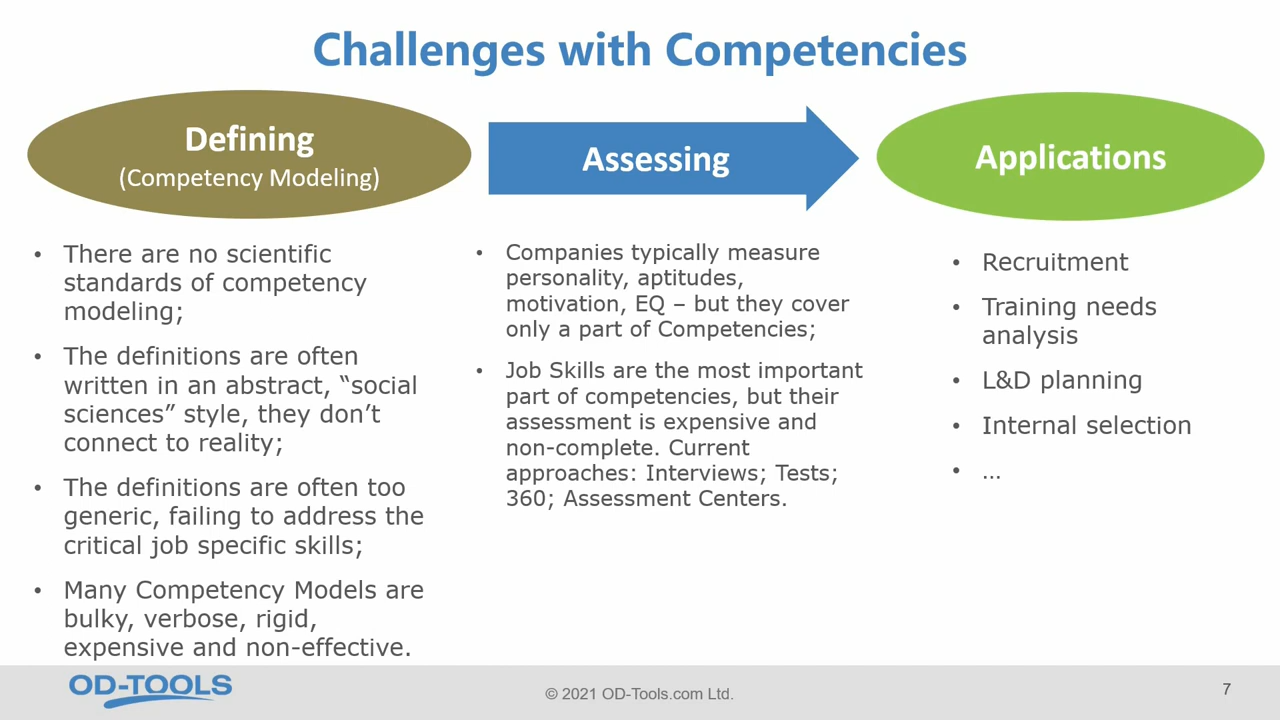 Challenges with Competencies
Defining
(Competency Modeling)
• There are no scientific
standards of competency
modeling;
• The definitions are often
written in an abstract, “social
sciences” style, they don’t
connect to reality;
• The definitions are often too
generic, failing to address the
critical job specific skills;
• Many Competency Models are
bulky, verbose, rigid,
expensive and non-effective.
Assessing
• Companies typically measure
personality, aptitudes,
motivation, EQ – but they cover
only a part of Competencies;
• Job Skills are the most important
part of competencies, but their
assessment is expensive and
non-complete. Current
approaches: Interviews; Tests;
360; Assessment Centers.
Applications
• Recruitment
• Training needs
analysis
• L&D planning
• Internal selection
• …
OD-TOOLS
© 2021 OD-Tools.com Ltd.
7